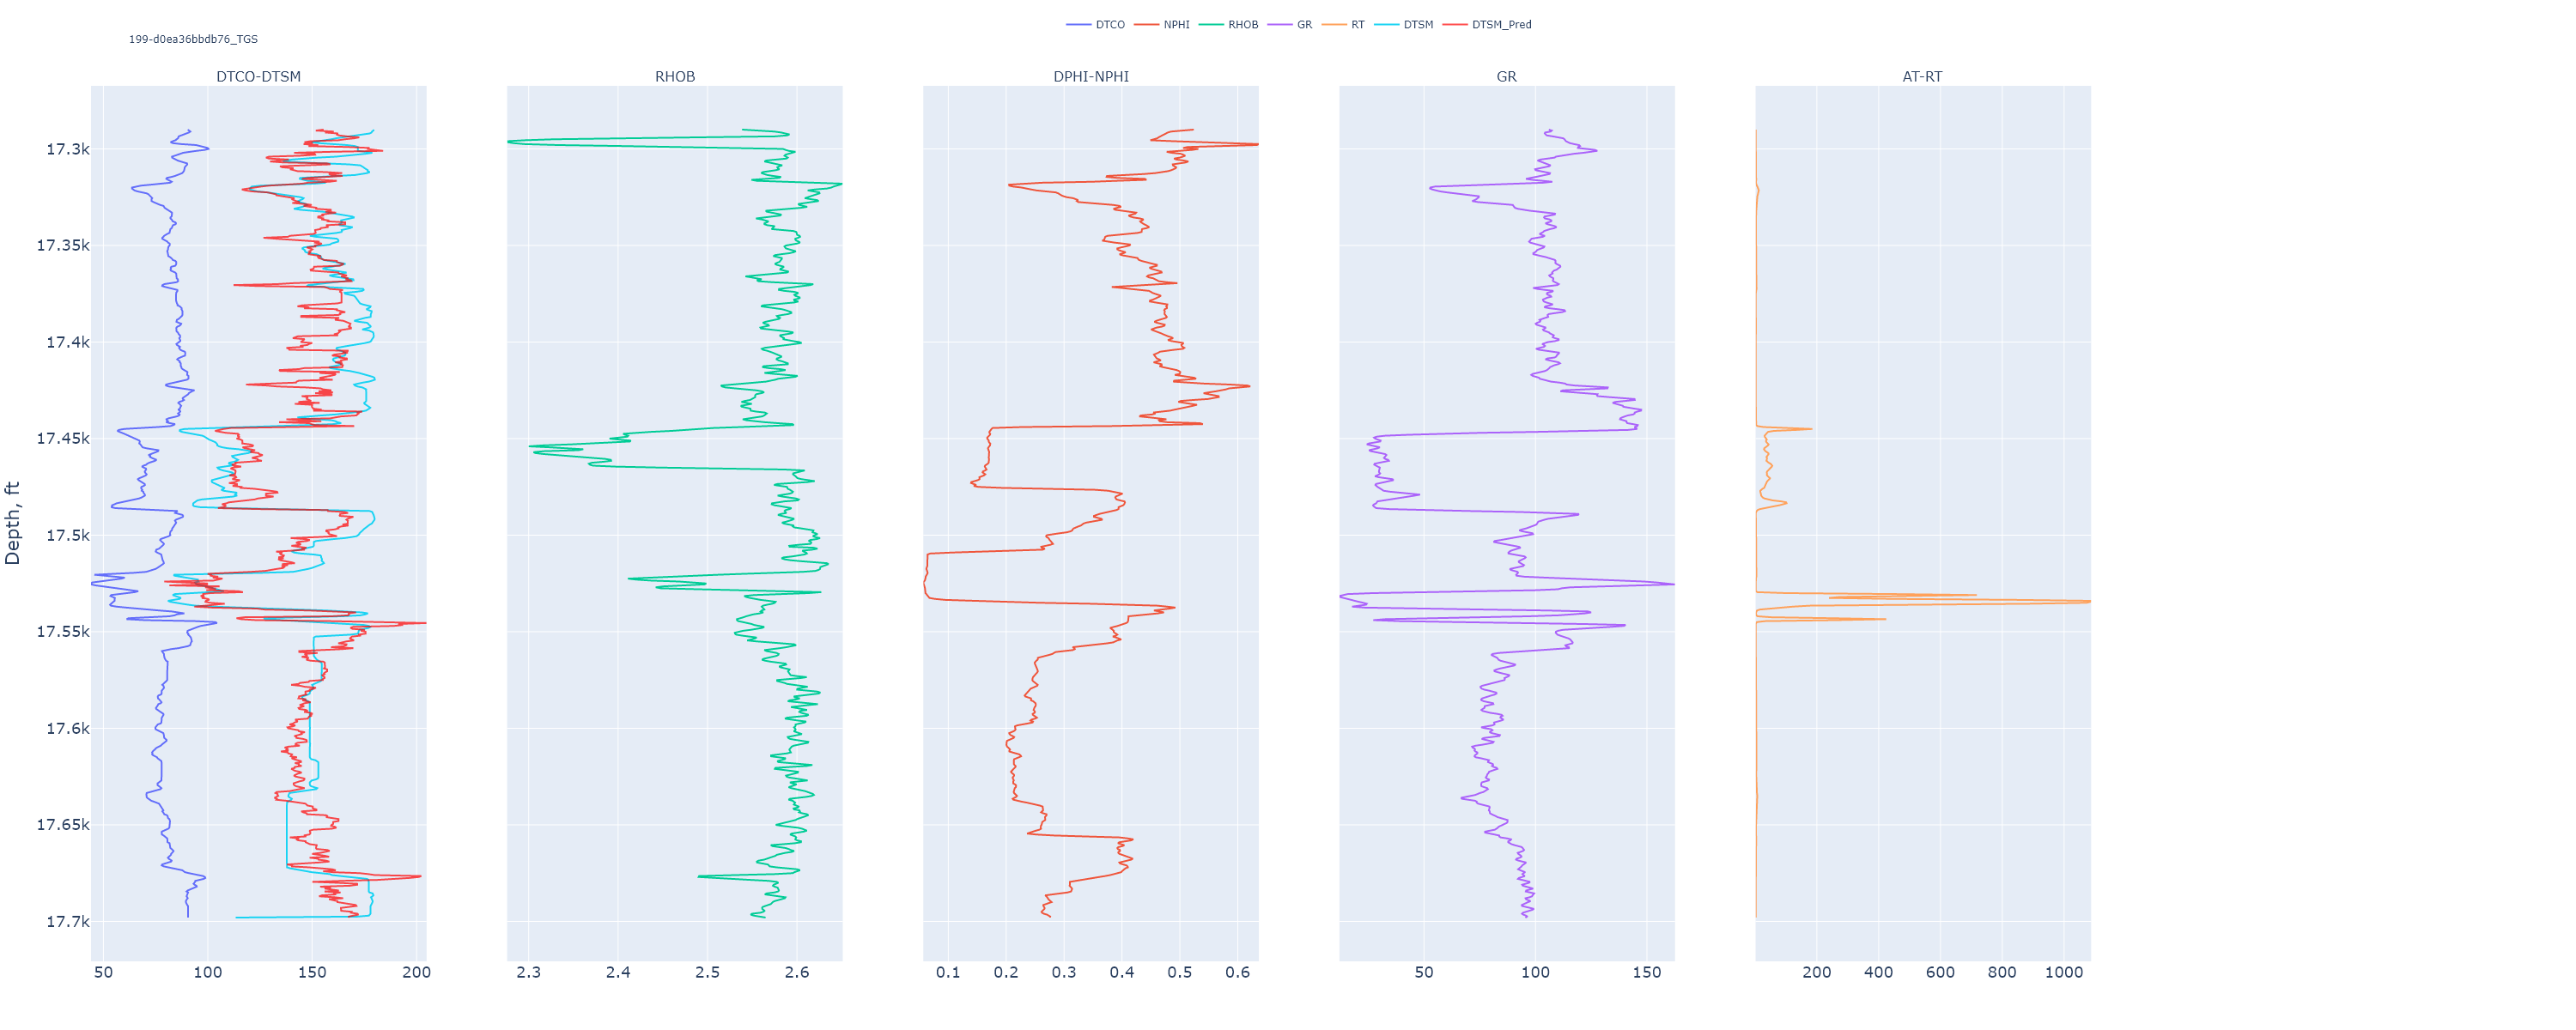 DTCO NPHI RHOB GR RT DTSM DTSM_Pred
199-d0ea36bbdb76_TGS
DTCO-DTSM RHOB DPHI-NPHI GR AT-RT
Depth, ft
17.3k
17.35k
17.4k
17.45k
17.5k
17.55k
17.6k
17.65k
17.7k
50 100 150 200 2.3 2.4 2.5 2.6 0.1 0.2 0.3 0.4 0.5 0.6 50 100 150 200 400 600 800 1000